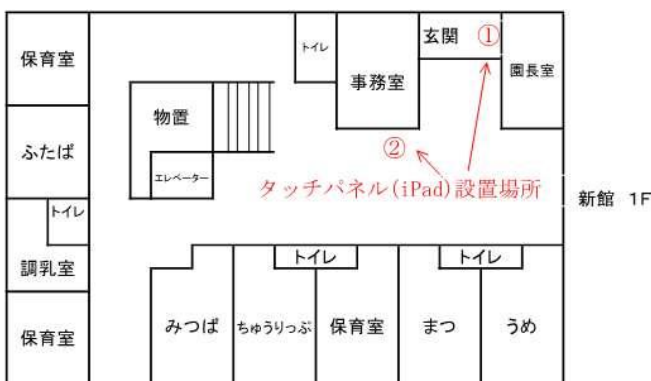 保育室
ふたば
トイレ
調乳室
保育室
物置
エレベーター
トイレ
事務室
玄関 ①
園長室
②
タッチパネル(iPad)設置場所
新館 1F
トイレ
トイレ
みつば
ちゅうりっぷ
保育室
まつ
うめ